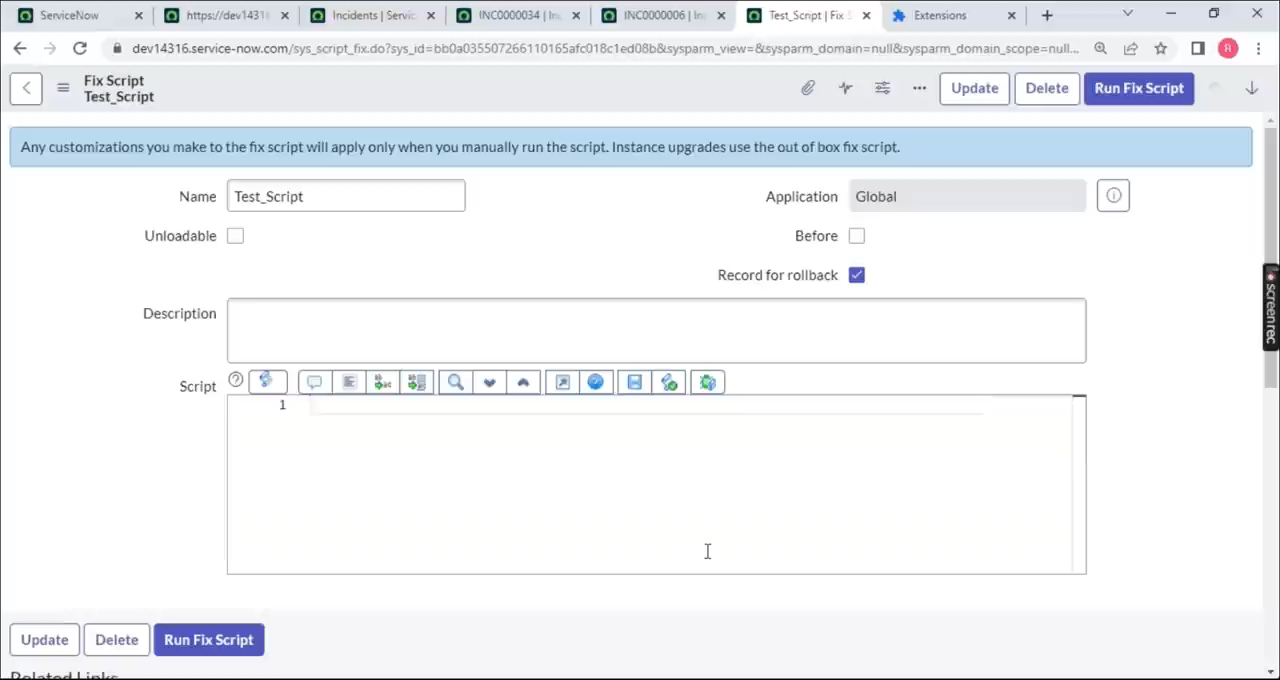 ServiceNow
https://dev1431
Incidents | Servic
INC0000034 | In
INC0000006 | In
Test_Script | Fix S
Extensions
dev14316.service-now.com/sys_script_fix.do?sys_id=bb0a035507266110165afc018c1ed08b&sysparm_view=&sysparm_domain=null&sysparm_domain_scope=null...
R
Fix Script
Test_Script
Update
Delete
Run Fix Script
Any customizations you make to the fix script will apply only when you manually run the script. Instance upgrades use the out of box fix script.
Name
Test_Script
Application
Global
Unloadable
Before
Record for rollback
Description
Script
1
screenrec
Update
Delete
Run Fix Script
Related Links